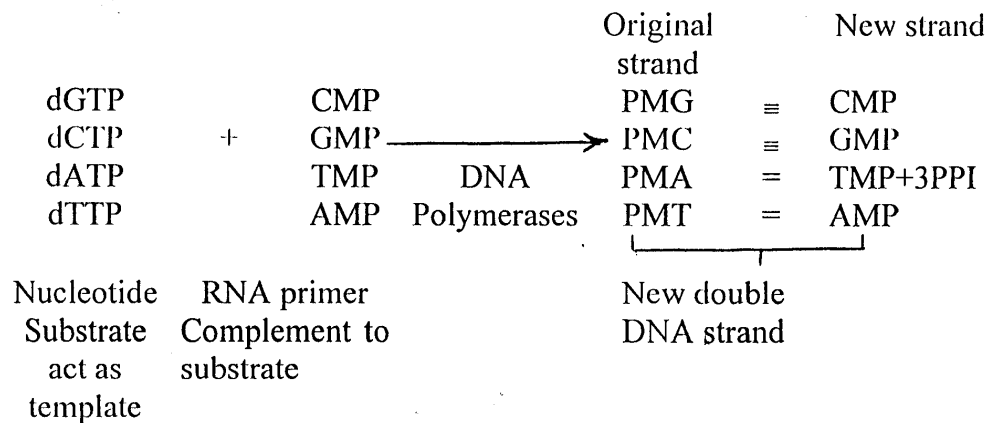 Original New strand
strand
dGTP CMP PMG ≡ CMP
dCTP + GMP PMC ≡ GMP
dATP TMP DNA PMA = TMP+3PPI
dTTP AMP Polymerases PMT = AMP
Nucleotide RNA primer New double
Substrate Complement to DNA strand
act as substrate
template